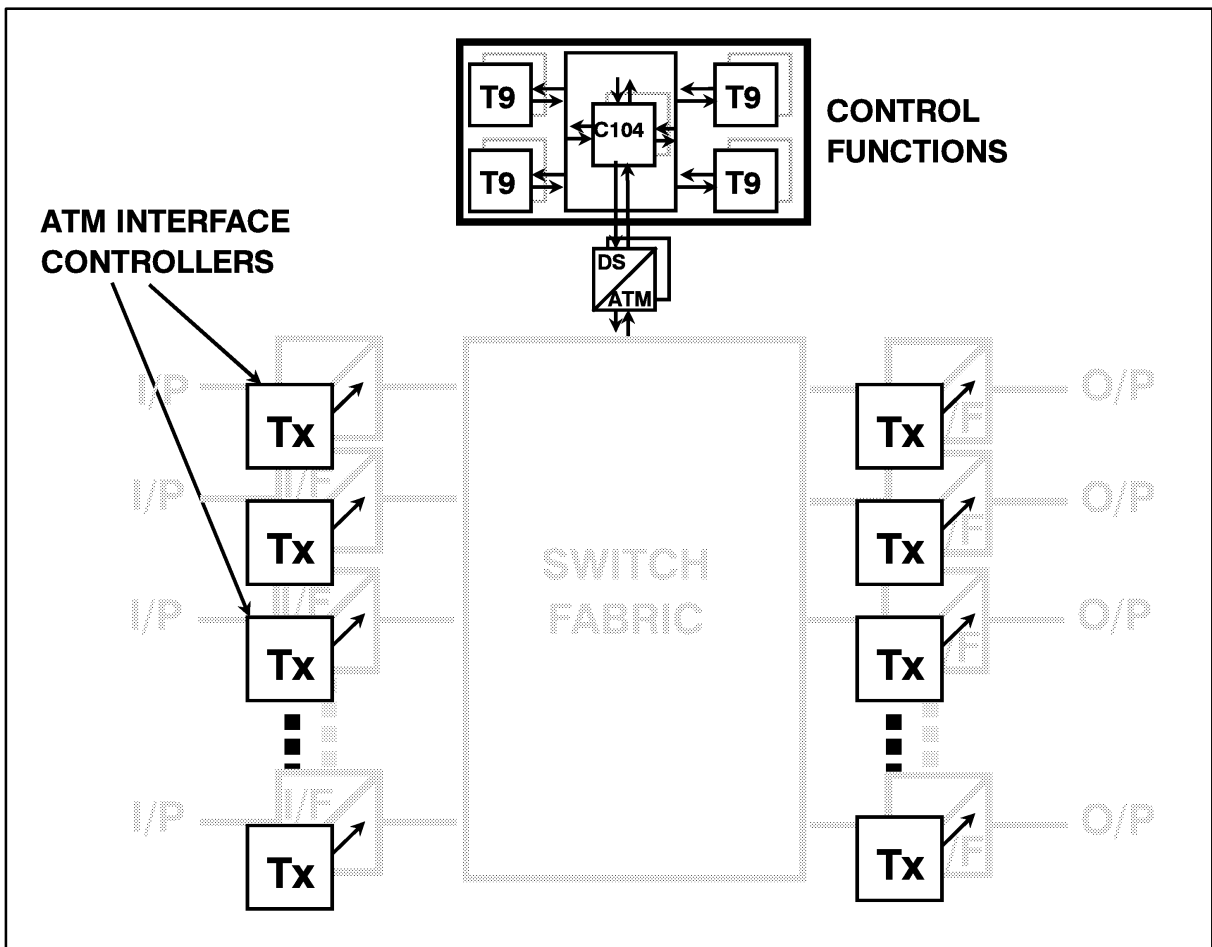 T9
T9
C104
T9
T9
CONTROL
FUNCTIONS
ATM INTERFACE
CONTROLLERS
DS
ATM
I/P
Tx
Tx
/F
O/P
I/P
I/F
Tx
Tx
/F
O/P
SWITCH
FABRIC
I/P
I/F
Tx
Tx
/F
O/P
I/P
I/F
Tx
Tx
/F
O/P